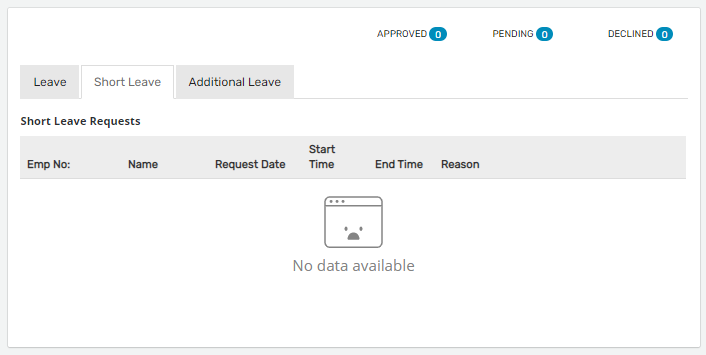 APPROVED 0 PENDING 0 DECLINED 0
Leave Short Leave Additional Leave
Short Leave Requests
Emp No: Name Request Date Start Time End Time Reason
No data available